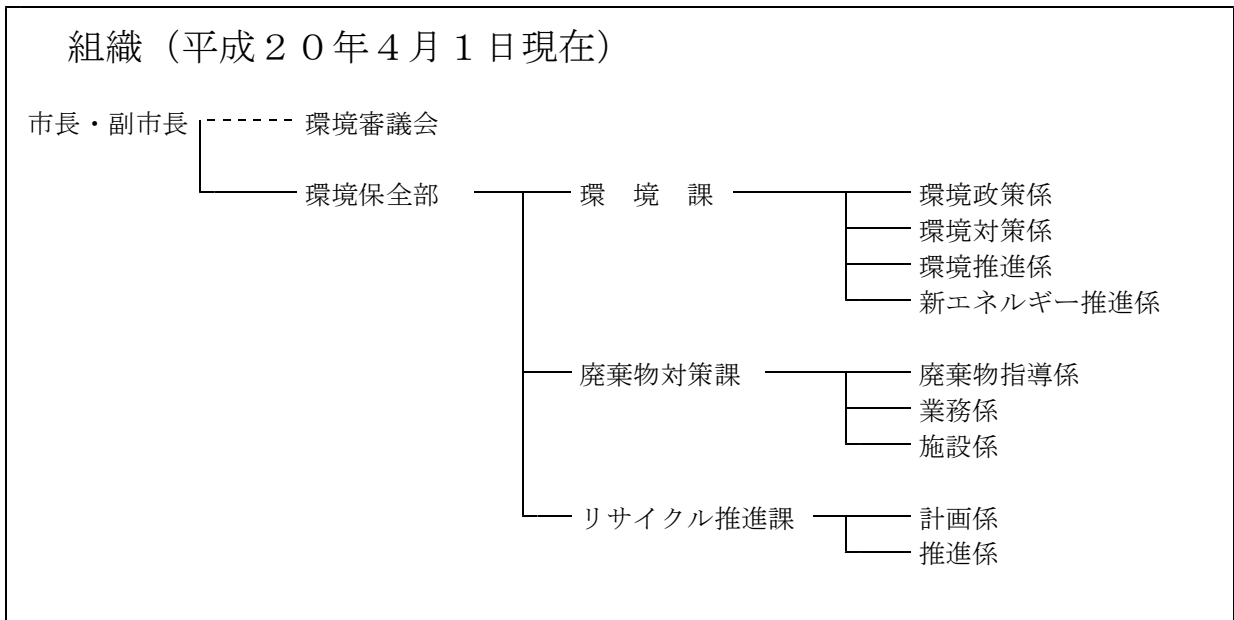 組織（平成２０年４月１日現在）
市長・副市長 環境審議会
環境保全部 環　境　課 環境政策係
環境対策係
環境推進係
新エネルギー推進係
廃棄物対策課 廃棄物指導係
業務係
施設係
リサイクル推進課 計画係
推進係